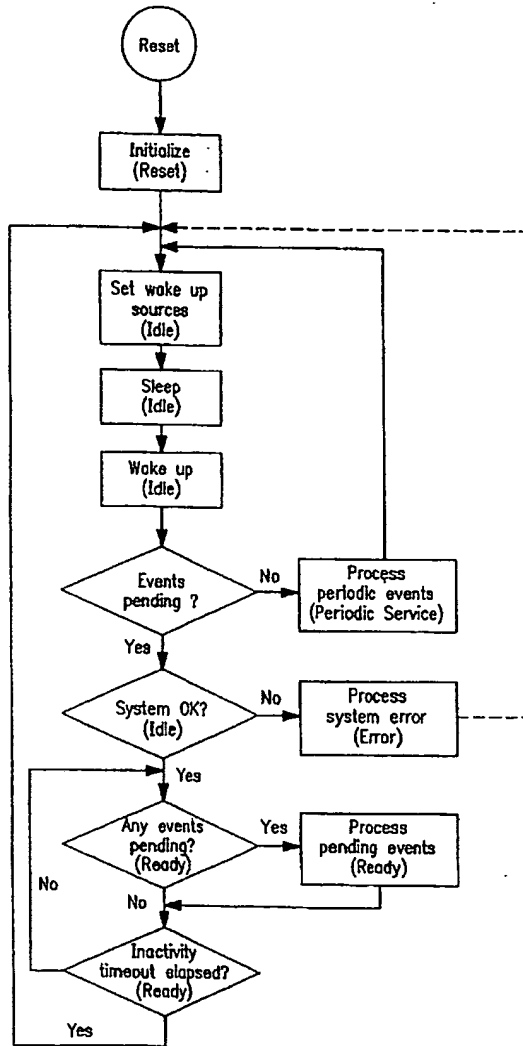 Reset
Initialize
(Reset)
Set wake up
sources
(Idle)
Sleep
(Idle)
Wake up
(Idle)
Events
pending ?
No
Process
periodic events
(Periodic Service)
Yes
System OK?
(Idle)
No
Process
system error
(Error)
Yes
Any events
pending?
(Ready)
Yes
Process
pending events
(Ready)
No
No
Inactivity
timeout elapsed?
(Ready)
Yes